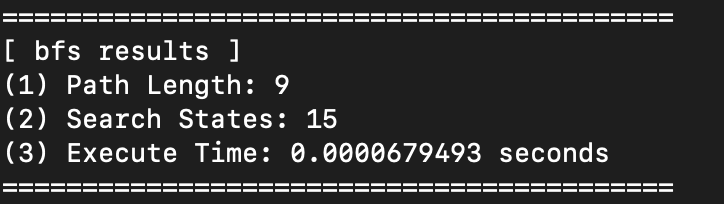 ==========================================
[ bfs results ]
(1) Path Length: 9
(2) Search States: 15
(3) Execute Time: 0.0000679493 seconds
==========================================